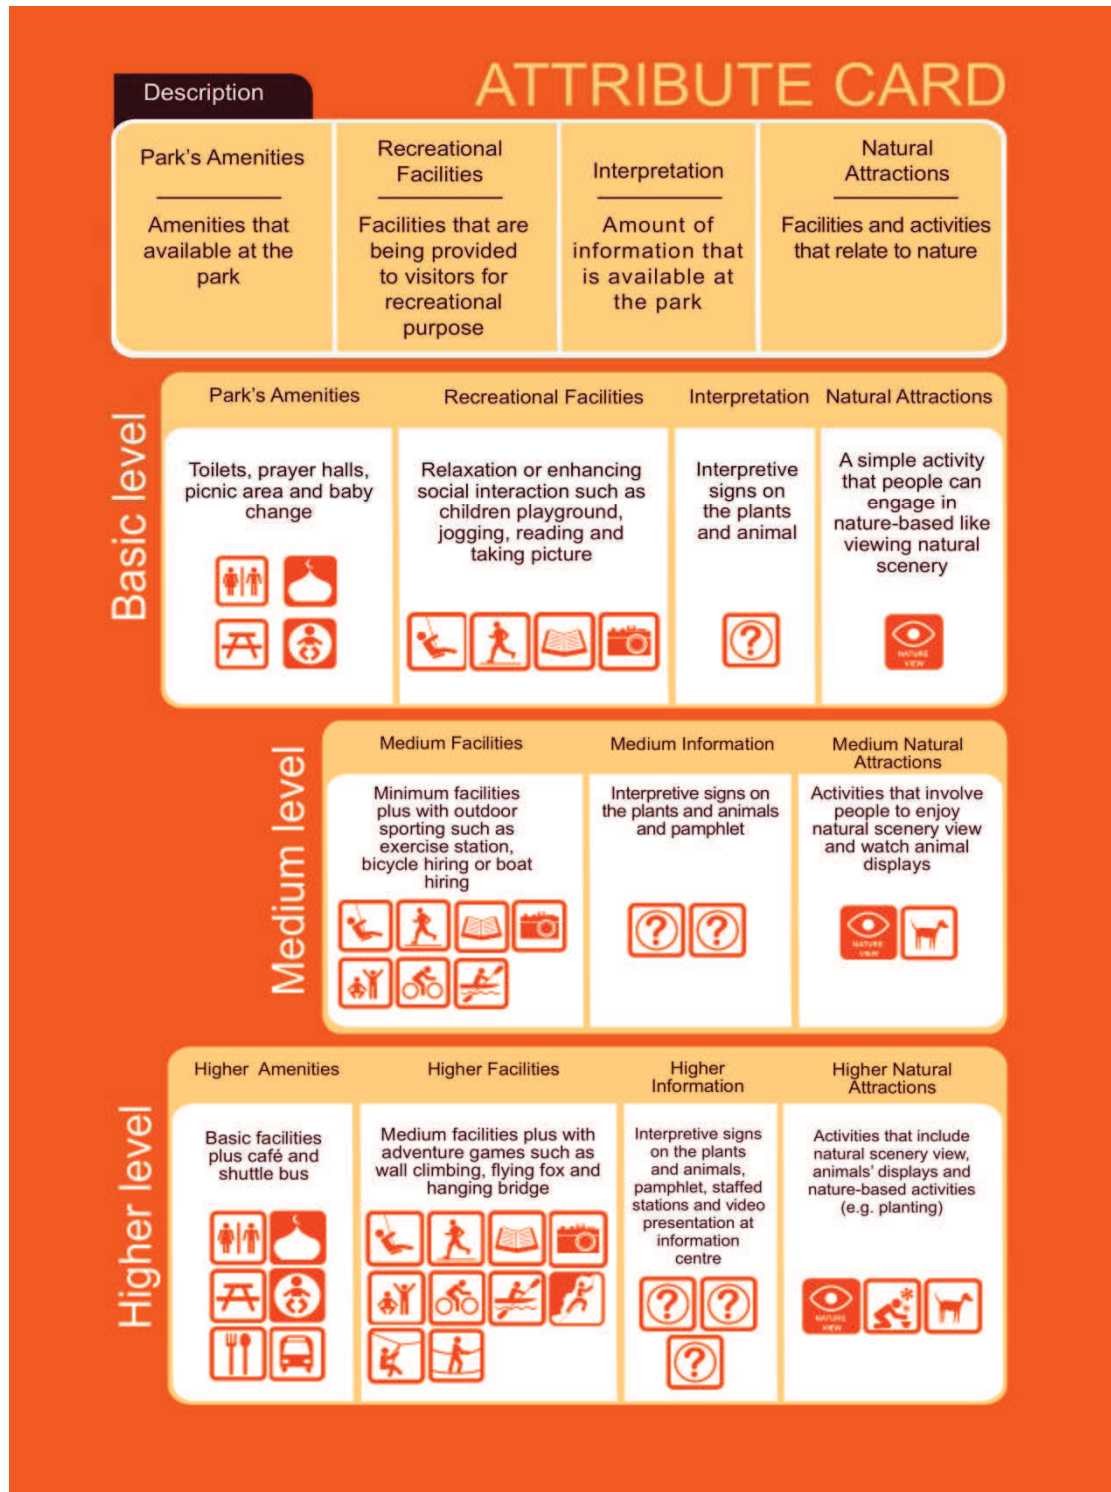 Description
ATTRIBUTE CARD
Park's Amenities
Amenities that
available at the
park
Recreational
Facilities
Facilities that are
being provided
to visitors for
recreational
purpose
Interpretation
Amount of
information that
is available at
the park
Natural
Attractions
Facilities and activities
that relate to nature
Basic level
Park's Amenities
Toilets, prayer halls,
picnic area and baby
change
Recreational Facilities
Relaxation or enhancing
social interaction such as
children playground,
jogging, reading and
taking picture
Interpretation
Interpretive
signs on
the plants
and animal
?
Natural Attractions
A simple activity
that people can
engage in
nature-based like
viewing natural
scenery
NATURE
VIEW
Medium level
Medium Facilities
Minimum facilities
plus with outdoor
sporting such as
exercise station,
bicycle hiring or boat
hiring
Medium Information
Interpretive signs on
the plants and animals
and pamphlet
? ?
Medium Natural
Attractions
Activities that involve
people to enjoy
natural scenery view
and watch animal
displays
NATURE
VIEW
Higher level
Higher Amenities
Basic facilities
plus café and
shuttle bus
Higher Facilities
Medium facilities plus with
adventure games such as
wall climbing, flying fox and
hanging bridge
Higher
Information
Interpretive signs
on the plants
and animals,
pamphlet, staffed
stations and video
presentation at
information
centre
? ?
?
Higher Natural
Attractions
Activities that include
natural scenery view,
animals' displays and
nature-based activities
(e.g. planting)
NATURE
VIEW